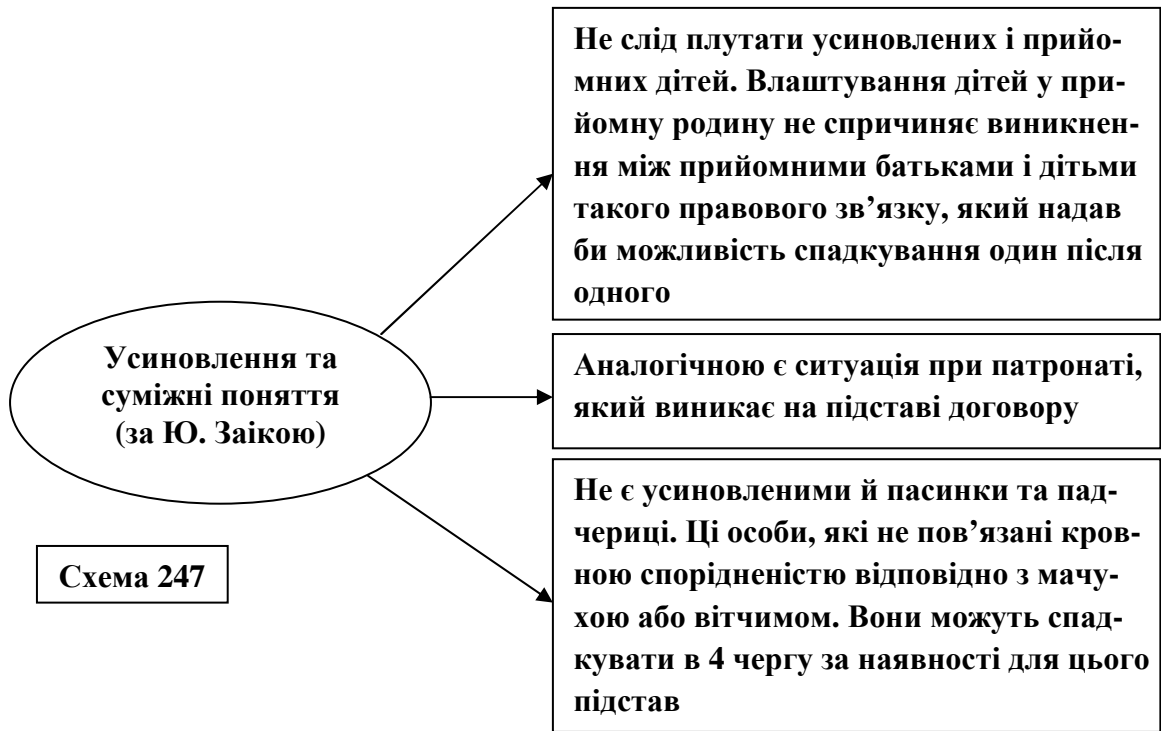 Не слід плутати усиновлених і прийо-
мних дітей. Влаштування дітей у при-
йомну родину не спричиняє виникнен-
ня між прийомними батьками і дітьми
такого правового зв’язку, який надав
би можливість спадкування один після
одного
Усиновлення та
суміжні поняття
(за Ю. Заікою)
Аналогічною є ситуація при патронаті,
який виникає на підставі договору
Не є усиновленими й пасинки та пад-
чериці. Ці особи, які не пов’язані кров-
ною спорідненістю відповідно з мачу-
хою або вітчимом. Вони можуть спад-
кувати в 4 чергу за наявності для цього
підстав
Схема 247